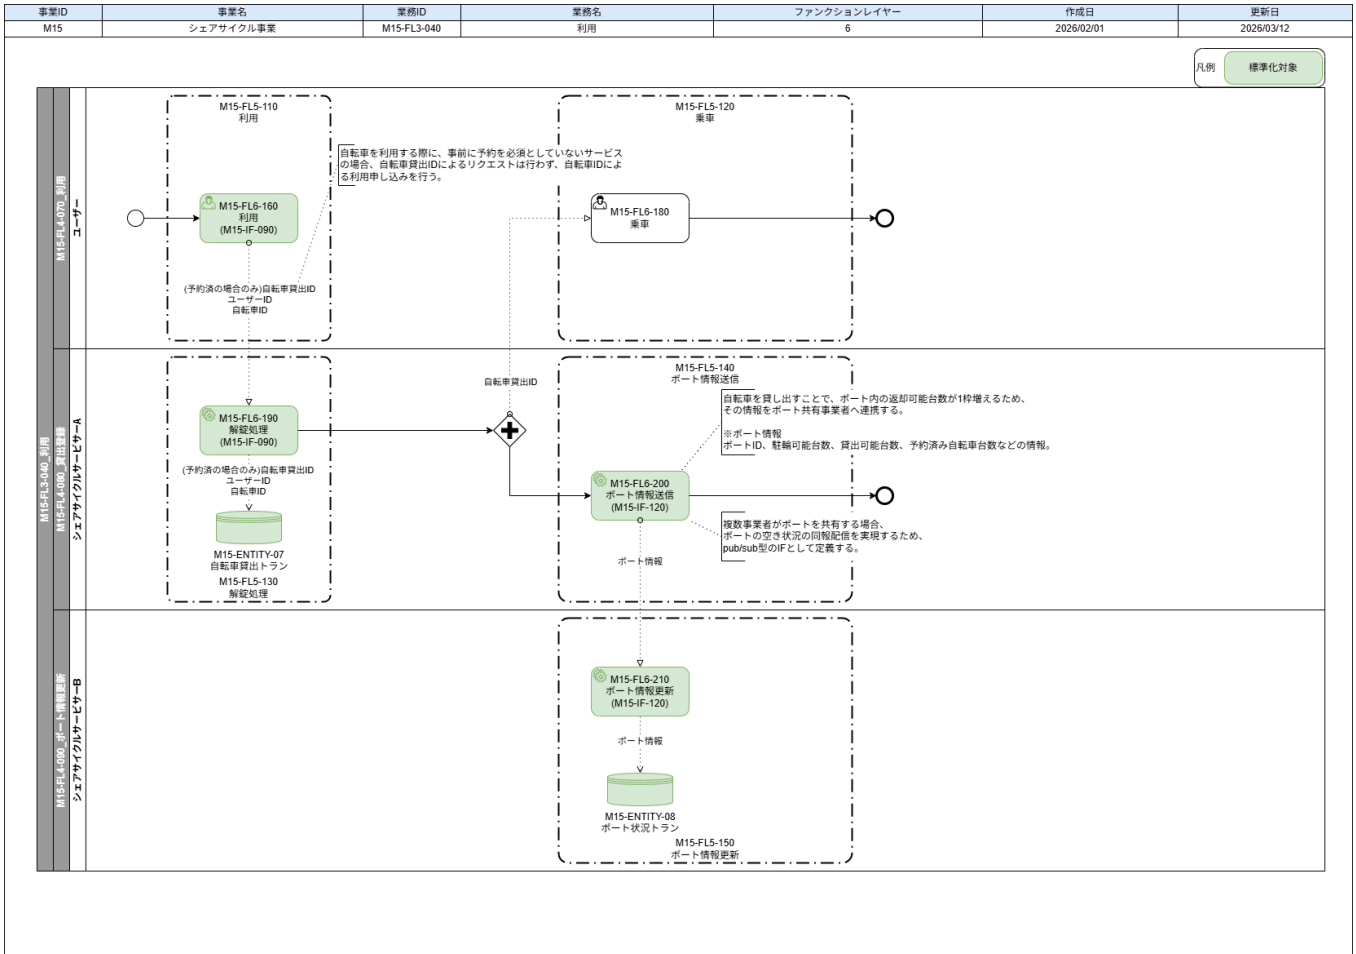 事業ID
事業名
業務ID
業務名
ファンクションレイヤー
作成日
更新日
M15
シェアサイクル事業
M15-FL3-040
利用
6
2026/02/01
2026/03/12
凡例
標準化対象
M15-FL3-040_利用
M15-FL4-070_利用
ユーザー
M15-FL5-110
利用
自転車を利用する際に、事前に予約を必須としていないサービス
の場合、自転車貸出IDによるリクエストは行わず、自転車IDによ
る利用申し込みを行う。
M15-FL6-160
利用
(M15-IF-090)
(予約済の場合のみ)自転車貸出ID
ユーザーID
自転車ID
M15-FL5-120
乗車
M15-FL6-180
乗車
M15-FL4-080_貸出登録
シェアサイクルサービサーA
M15-FL6-190
解錠処理
(M15-IF-090)
(予約済の場合のみ)自転車貸出ID
ユーザーID
自転車ID
M15-ENTITY-07
自転車貸出トラン
M15-FL5-130
解錠処理
自転車貸出ID
M15-FL5-140
ポート情報送信
自転車を貸し出すことで、ポート内の返却可能台数が1枠増えるため、
その情報をポート共有事業者へ連携する。
※ポート情報
ポートID、駐輪可能台数、貸出可能台数、予約済み自転車台数などの情報。
M15-FL6-200
ポート情報送信
(M15-IF-120)
複数事業者がポートを共有する場合、
ポートの空き状況の同報配信を実現するため、
pub/sub型のIFとして定義する。
ポート情報
M15-FL4-090_ポート情報更新
シェアサイクルサービサーB
M15-FL6-210
ポート情報更新
(M15-IF-120)
ポート情報
M15-ENTITY-08
ポート状況トラン
M15-FL5-150
ポート情報更新